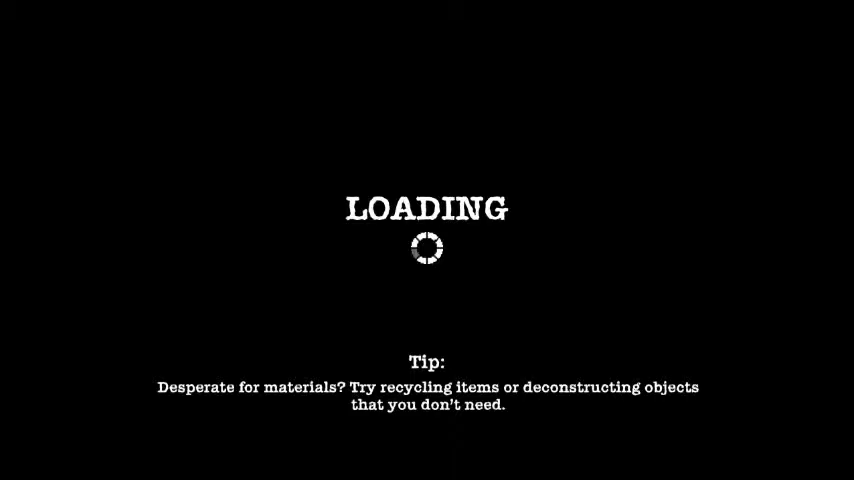 LOADING
Tip:
Desperate for materials? Try recycling items or deconstructing objects
that you don't need.